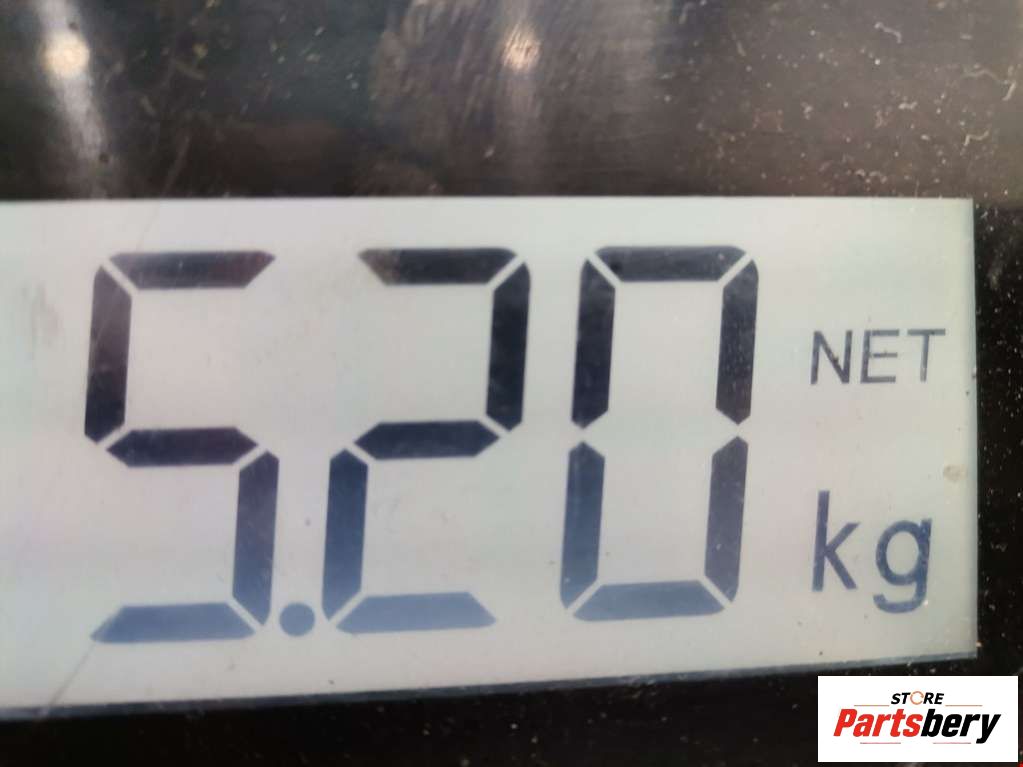 5.20
NET
kg
STORE
Partsbery